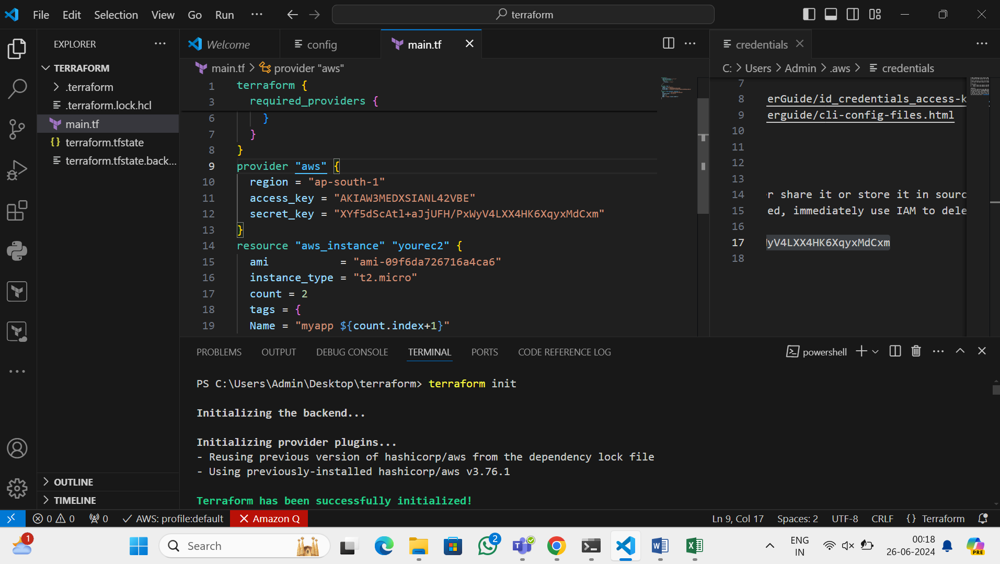 File Edit Selection View Go Run ···
terraform
EXPLORER
TERRAFORM
.terraform
.terraform.lock.hcl
main.tf
terraform.tfstate
terraform.tfstate.back...
OUTLINE
TIMELINE
Welcome
config
main.tf
main.tf > provider "aws"
1 terraform {
3 required_providers {
6 }
7 }
8 }
9 provider "aws" {
10 region = "ap-south-1"
11 access_key = "AKIAW3MEDXSIANL42VBE"
12 secret_key = "XYf5dScAtl+aJjUFH/PxWyV4LXX4HK6XqyxMdCxm"
13 }
14 resource "aws_instance" "yourec2" {
15 ami = "ami-09f6da726716a4ca6"
16 instance_type = "t2.micro"
17 count = 2
18 tags = {
19 Name = "myapp ${count.index+1}"
credentials
C: > Users > Admin > .aws > credentials
7
8 erGuide/id_credentials_access-k
9 erguide/cli-config-files.html
10
11
12
13
14 r share it or store it in sourc
15 ed, immediately use IAM to dele
16
17 yV4LXX4HK6XqyxMdCxm
18
PROBLEMS OUTPUT DEBUG CONSOLE TERMINAL PORTS CODE REFERENCE LOG
powershell
PS C:\Users\Admin\Desktop\terraform> terraform init
Initializing the backend...
Initializing provider plugins...
- Reusing previous version of hashicorp/aws from the dependency lock file
- Using previously-installed hashicorp/aws v3.76.1
Terraform has been successfully initialized!
0 0 0 AWS: profile:default Amazon Q
Ln 9, Col 17 Spaces: 2 UTF-8 CRLF {} Terraform
1
Search
2
ENG
IN
00:18
26-06-2024
PRE